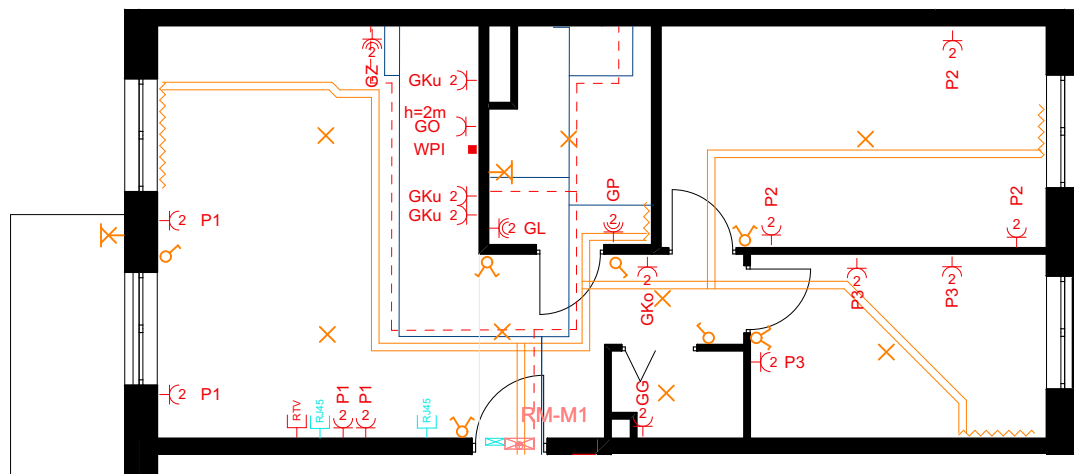 2
GZ
GKu 2
h=2m
GO
WPI
GKu 2
GKu
2
2 P1
2 GL
GP
2
2
P2
P2
2
P2
2
2
GKo
2
P3
2
P3
2 P3
2 P1
RTV
RJ45
P1
2
P1
2
RJ45
RM-M1
GG
2